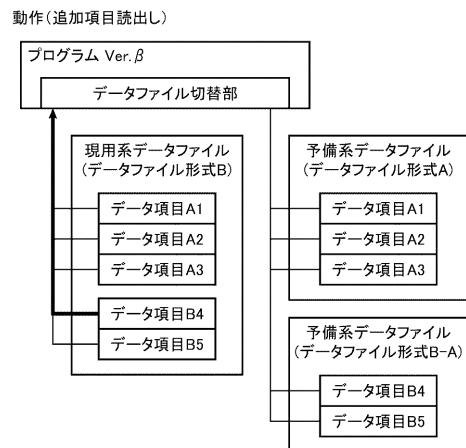 動作(追加項目読出し)
プログラム Ver.β
データファイル切替部
現用系データファイル
(データファイル形式B)
データ項目A1
データ項目A2
データ項目A3
データ項目B4
データ項目B5
予備系データファイル
(データファイル形式A)
データ項目A1
データ項目A2
データ項目A3
予備系データファイル
(データファイル形式B-A)
データ項目B4
データ項目B5